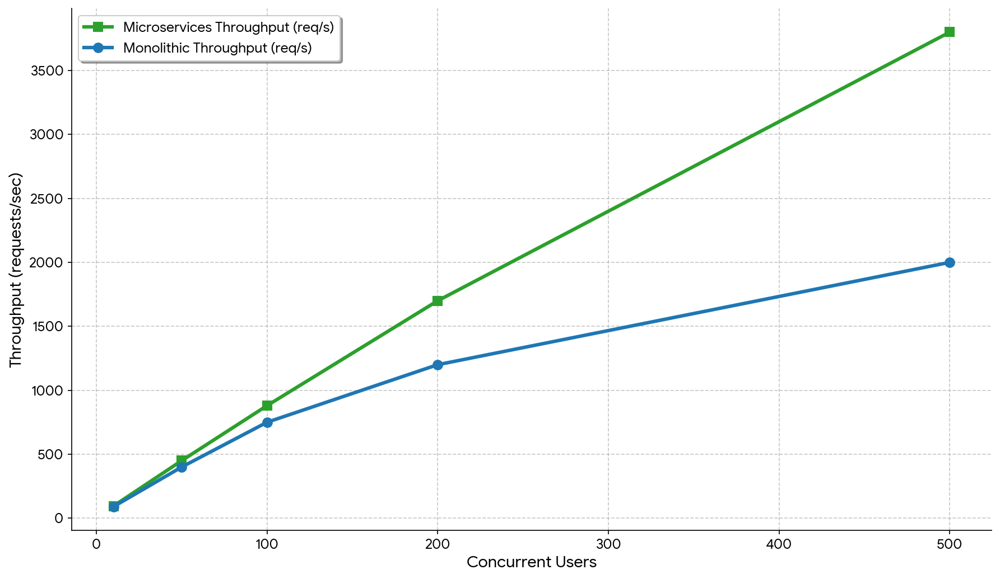 Microservices Throughput (req/s)
Monolithic Throughput (req/s)
Throughput (requests/sec)
3500
3000
2500
2000
1500
1000
500
0
0 100 200 300 400 500
Concurrent Users